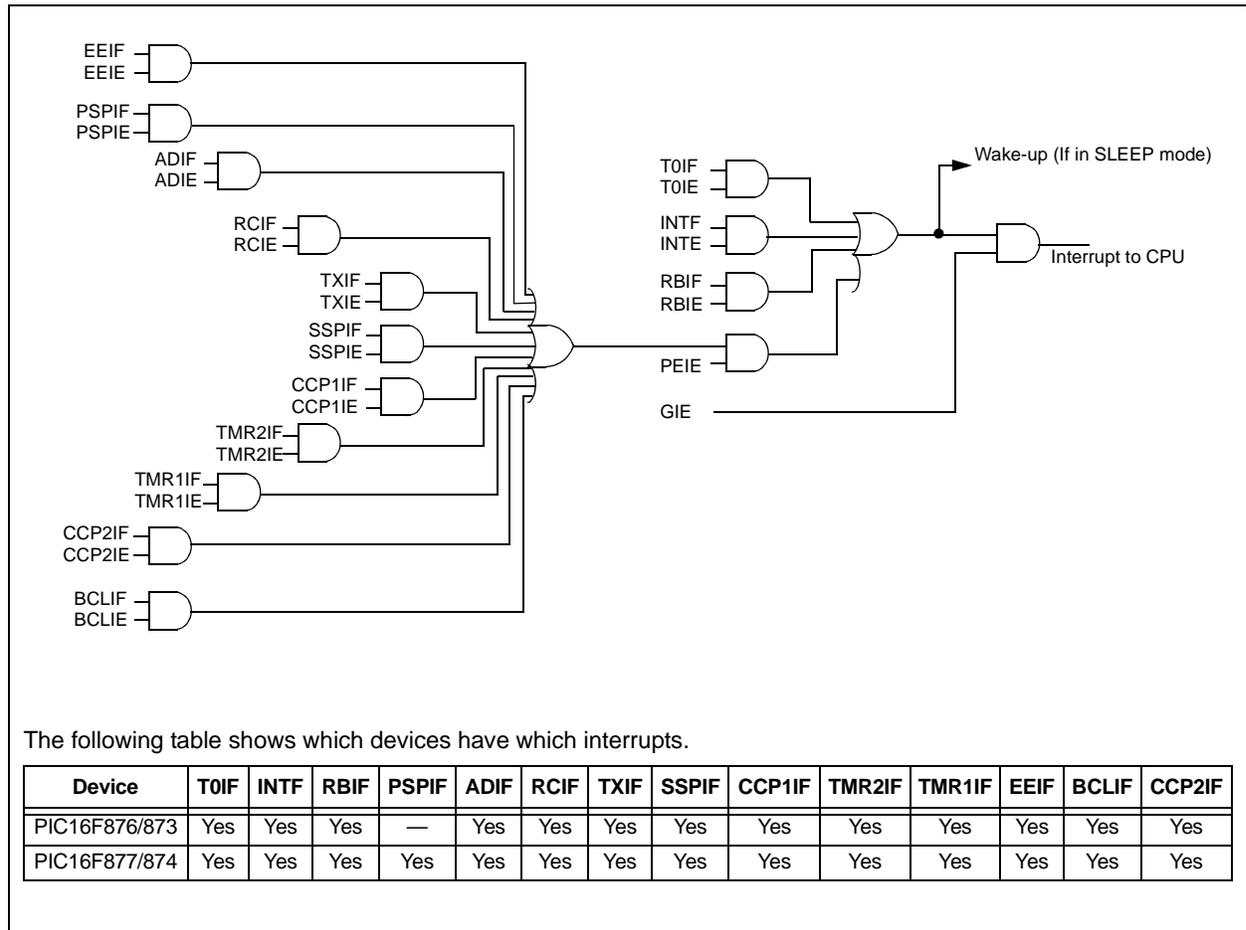 EEIF
EEIE
PSPIF
PSPIE
ADIF
ADIE
RCIF
RCIE
TXIF
TXIE
SSPIF
SSPIE
CCP1IF
CCP1IE
TMR2IF
TMR2IE
TMR1IF
TMR1IE
CCP2IF
CCP2IE
BCLIF
BCLIE
T0IF
T0IE
INTF
INTE
RBIF
RBIE
PEIE
GIE
Wake-up (If in SLEEP mode)
Interrupt to CPU
The following table shows which devices have which interrupts.
Device T0IF INTF RBIF PSPIF ADIF RCIF TXIF SSPIF CCP1IF TMR2IF TMR1IF EEIF BCLIF CCP2IF
PIC16F876/873 Yes Yes Yes — Yes Yes Yes Yes Yes Yes Yes Yes Yes Yes
PIC16F877/874 Yes Yes Yes Yes Yes Yes Yes Yes Yes Yes Yes Yes Yes Yes